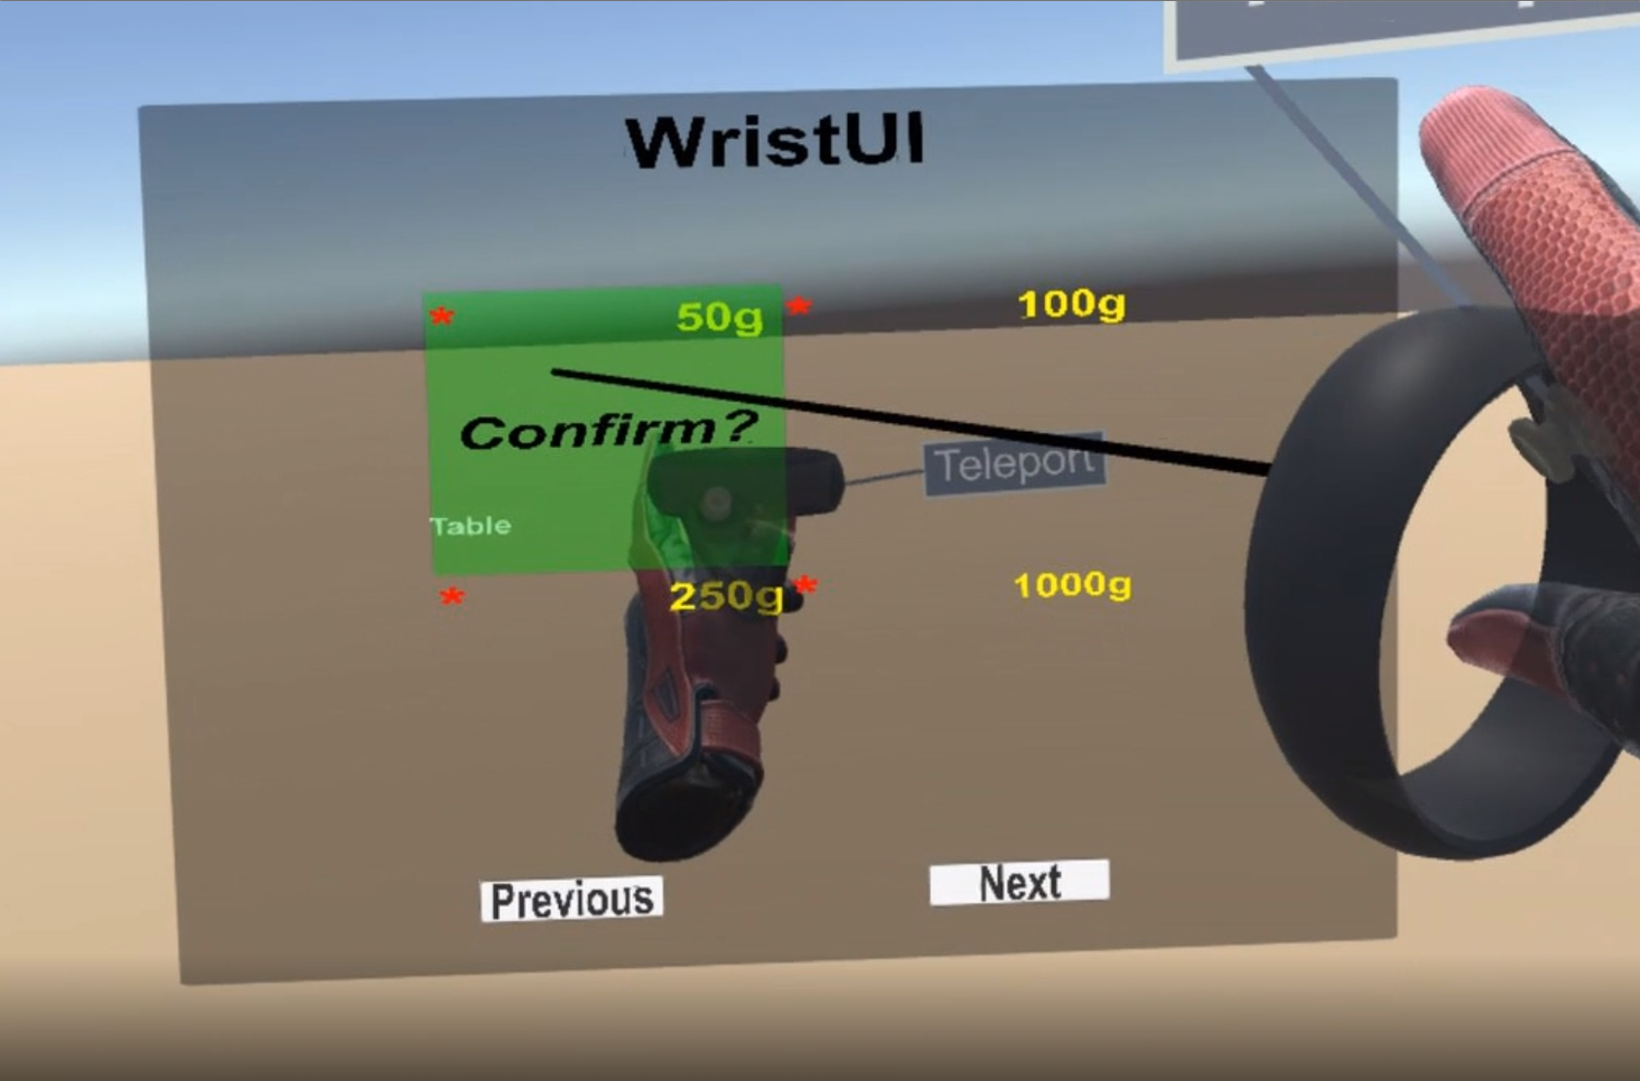 WristUI
* 50g * 100g
Confirm?
Teleport
Table
* 250g * 1000g
Previous Next